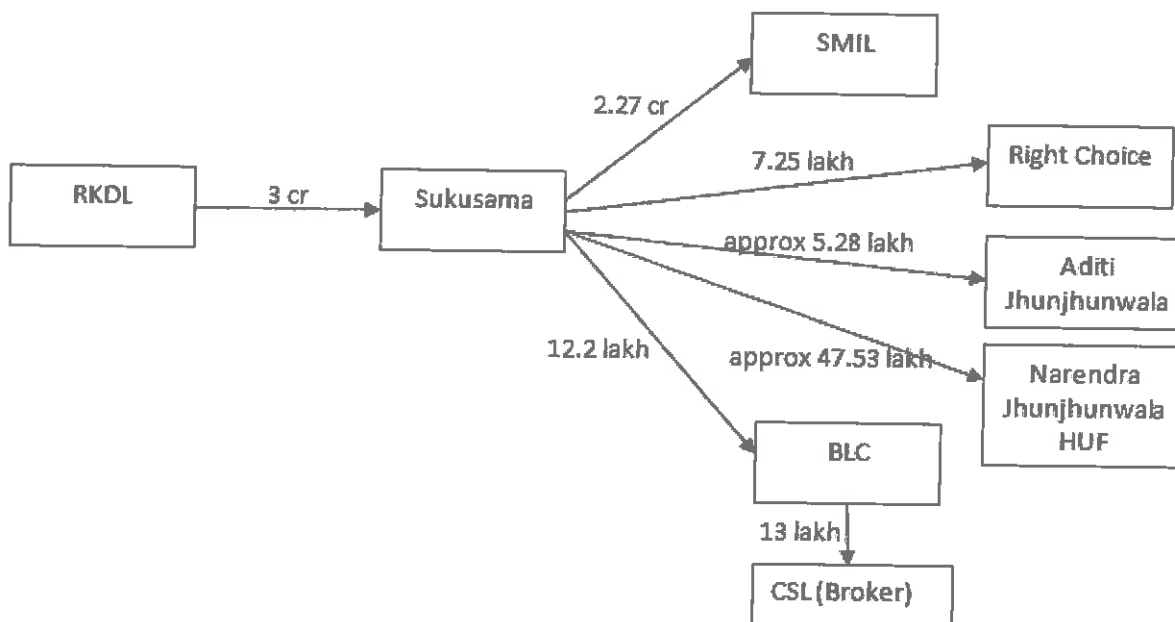 SMIL
2.27 cr
7.25 lakh
Right Choice
RKDL
3 cr
Sukusama
approx 5.28 lakh
Aditi
Jhunjhunwala
12.2 lakh
approx 47.53 lakh
Narendra
Jhunjhunwala
HUF
BLC
13 lakh
CSL (Broker)